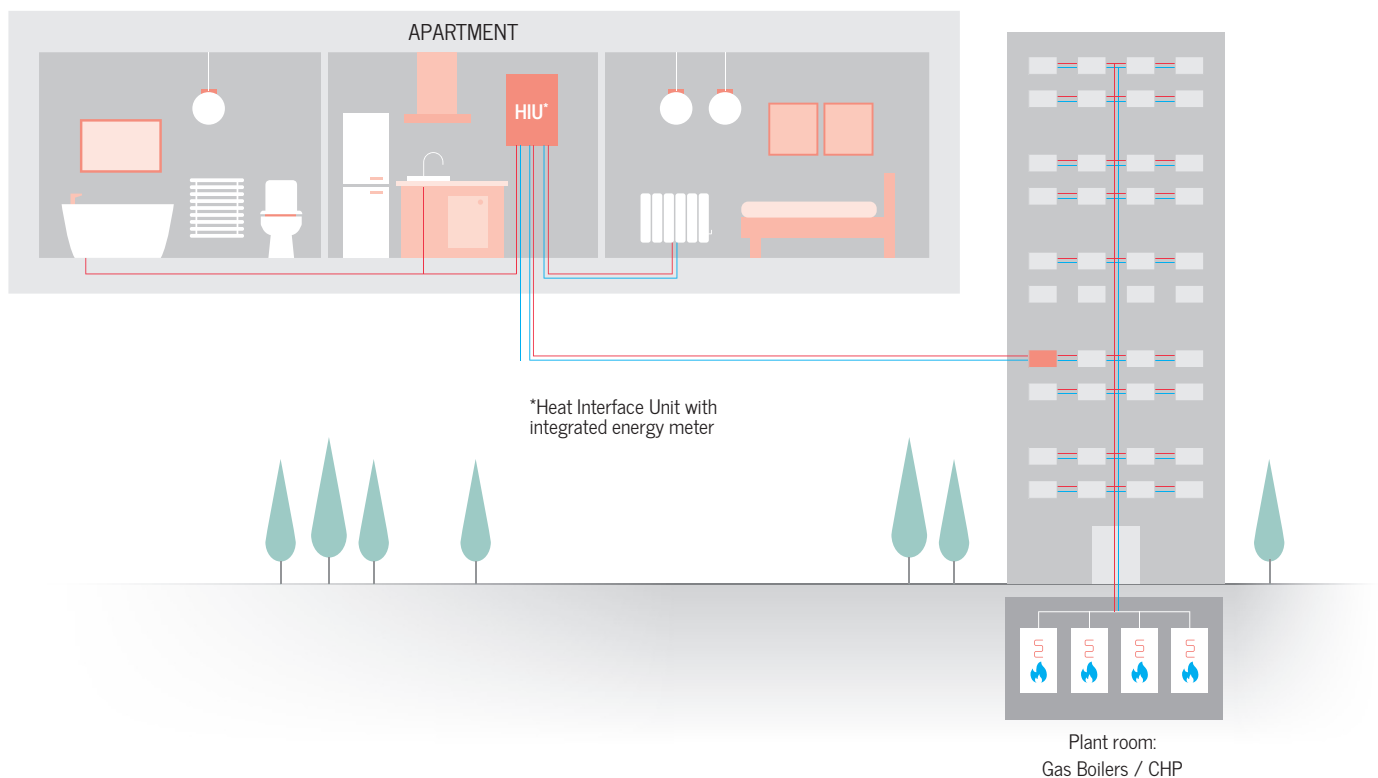 APARTMENT
HIU*
*Heat Interface Unit with
integrated energy meter
Plant room:
Gas Boilers / CHP